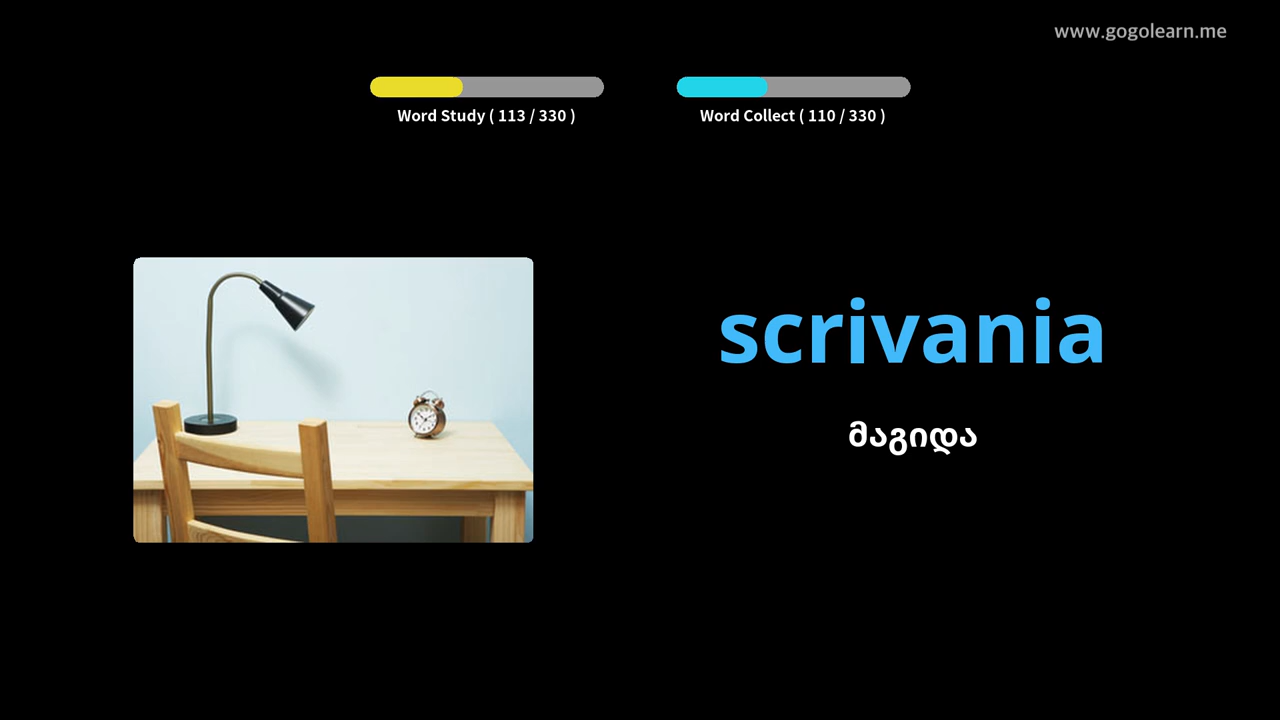 www.gogolearn.me
Word Study ( 113 / 330 )
Word Collect ( 110 / 330 )
scrivania
მაგიდა